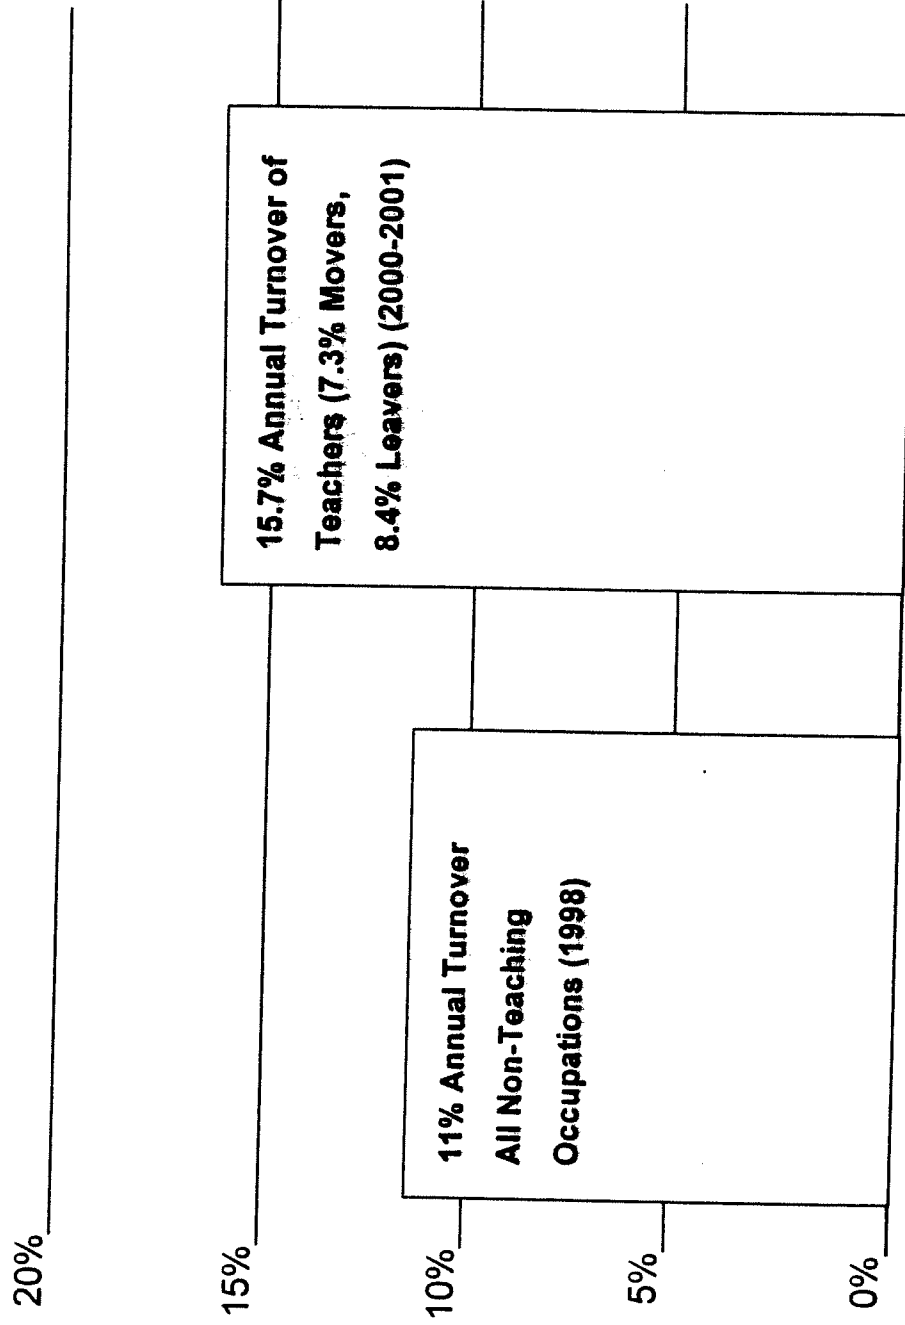 20%
15%
10%
5%
0%
11% Annual Turnover
All Non-Teaching
Occupations (1998)
15.7% Annual Turnover of
Teachers (7.3% Movers,
8.4% Leavers) (2000-2001)